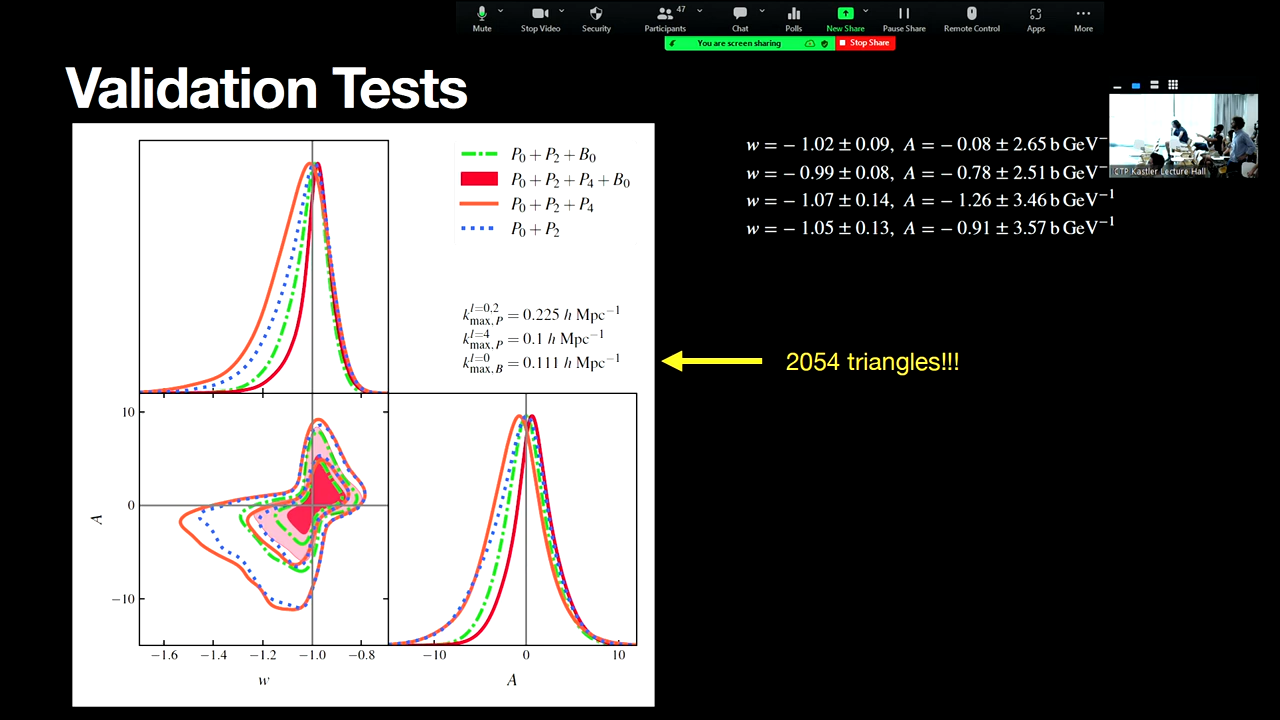 47
Mute
Stop Video
Security
Participants
Chat
Polls
New Share
Pause Share
Remote Control
Apps
More
You are screen sharing
Stop Share
Validation Tests
P₀ + P₂ + B₀
P₀ + P₂ + P₄ + B₀
P₀ + P₂ + P₄
P₀ + P₂
k^{l=0,2}_{max, P} = 0.225 h Mpc⁻¹
k^{l=4}_{max, P} = 0.1 h Mpc⁻¹
k^{l=0}_{max, B} = 0.111 h Mpc⁻¹
w = − 1.02 ± 0.09, A = − 0.08 ± 2.65 b GeV⁻
w = − 0.99 ± 0.08, A = − 0.78 ± 2.51 b GeV⁻
w = − 1.07 ± 0.14, A = − 1.26 ± 3.46 b GeV⁻¹
w = − 1.05 ± 0.13, A = − 0.91 ± 3.57 b GeV⁻¹
CTP Kastler Lecture Hall
2054 triangles!!!
10
0
−10
A
−1.6 −1.4 −1.2 −1.0 −0.8
w
−10 0 10
A